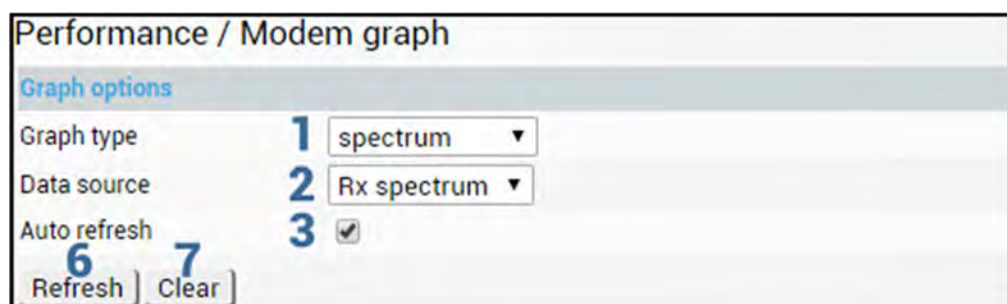 Performance / Modem graph
Graph options
Graph type 1 spectrum
Data source 2 Rx spectrum
Auto refresh 3
6 7
Refresh Clear